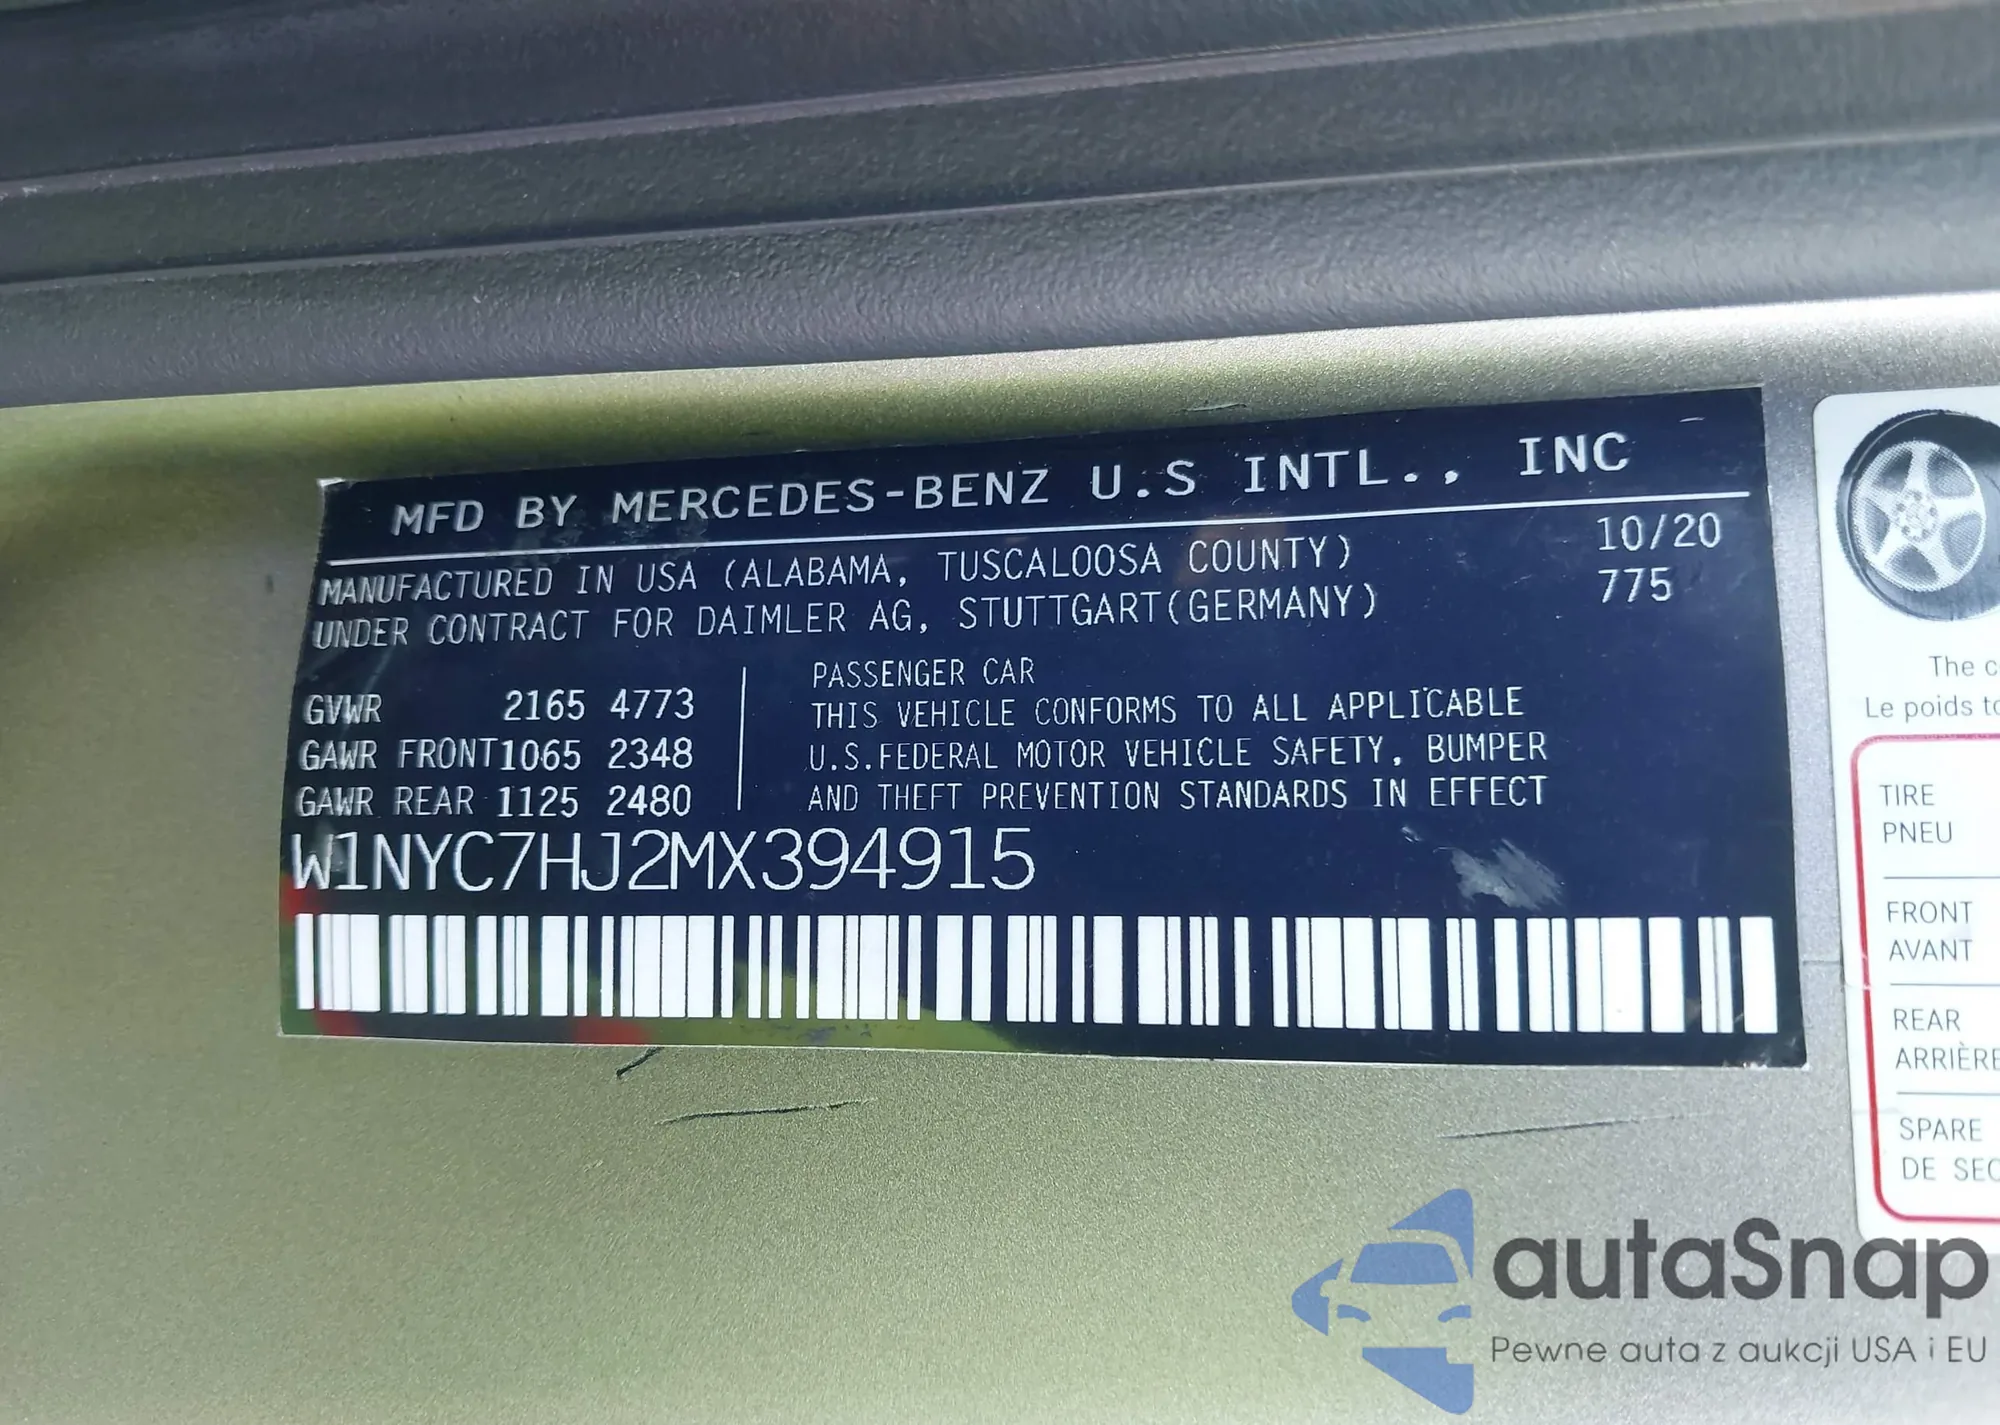 MFD BY MERCEDES-BENZ U.S INTL., INC
MANUFACTURED IN USA (ALABAMA, TUSCALOOSA COUNTY) 10/20
UNDER CONTRACT FOR DAIMLER AG, STUTTGART(GERMANY) 775
GVWR 2165 4773
GAWR FRONT 1065 2348
GAWR REAR 1125 2480
PASSENGER CAR
THIS VEHICLE CONFORMS TO ALL APPLICABLE
U.S.FEDERAL MOTOR VEHICLE SAFETY, BUMPER
AND THEFT PREVENTION STANDARDS IN EFFECT
W1NYC7HJ2MX394915
The c
Le poids to
TIRE
PNEU
FRONT
AVANT
REAR
ARRIÈRE
SPARE
DE SEC
autaSnap
Pewne auta z aukcji USA i EU